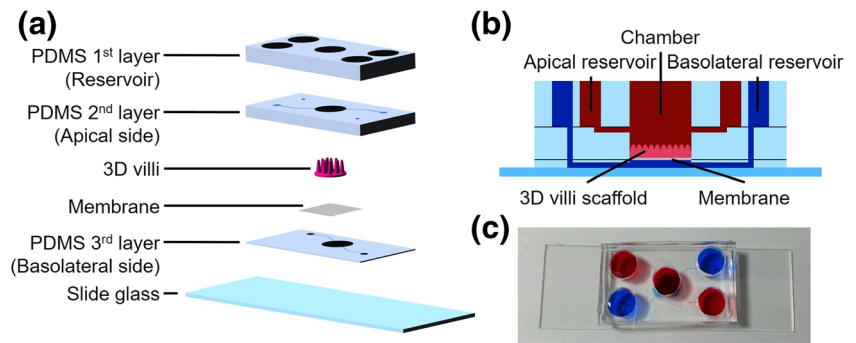 (a)
PDMS 1st layer
(Reservoir)
PDMS 2nd layer
(Apical side)
3D villi
Membrane
PDMS 3rd layer
(Basolateral side)
Slide glass
(b)
Chamber
Apical reservoir Basolateral reservoir
3D villi scaffold Membrane
(c)